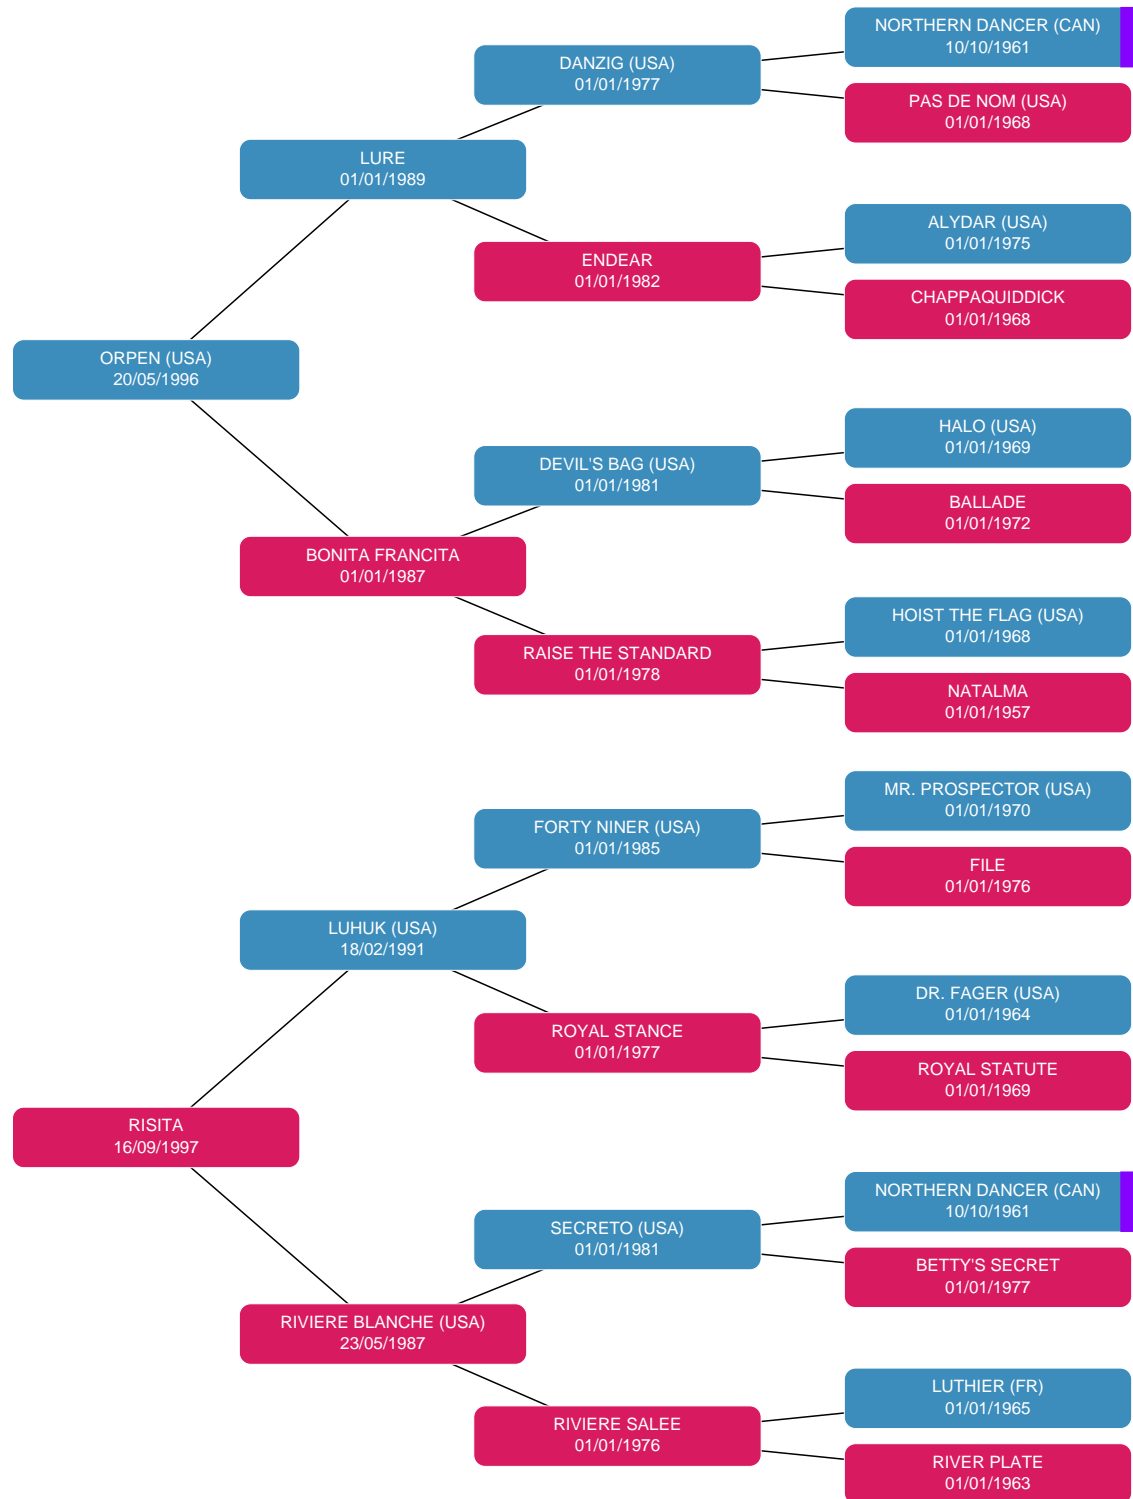 NORTHERN DANCER (CAN)
10/10/1961
DANZIG (USA)
01/01/1977
PAS DE NOM (USA)
01/01/1968
LURE
01/01/1989
ALYDAR (USA)
01/01/1975
ENDEAR
01/01/1982
CHAPPAQUIDDICK
01/01/1968
ORPEN (USA)
20/05/1996
HALO (USA)
01/01/1969
DEVIL'S BAG (USA)
01/01/1981
BALLADE
01/01/1972
BONITA FRANCITA
01/01/1987
HOIST THE FLAG (USA)
01/01/1968
RAISE THE STANDARD
01/01/1978
NATALMA
01/01/1957
MR. PROSPECTOR (USA)
01/01/1970
FORTY NINER (USA)
01/01/1985
FILE
01/01/1976
LUHUK (USA)
18/02/1991
DR. FAGER (USA)
01/01/1964
ROYAL STANCE
01/01/1977
ROYAL STATUTE
01/01/1969
RISITA
16/09/1997
NORTHERN DANCER (CAN)
10/10/1961
SECRETO (USA)
01/01/1981
BETTY'S SECRET
01/01/1977
RIVIERE BLANCHE (USA)
23/05/1987
LUTHIER (FR)
01/01/1965
RIVIERE SALEE
01/01/1976
RIVER PLATE
01/01/1963